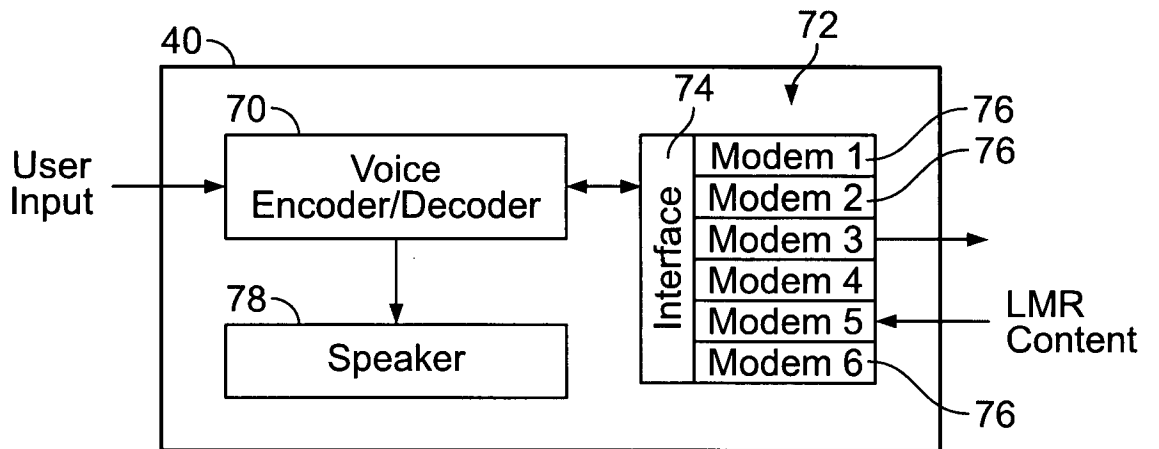 40
72
70
74
76
76
User
Input
Voice
Encoder/Decoder
Interface
Modem 1
Modem 2
Modem 3
Modem 4
Modem 5
Modem 6
LMR
Content
78
Speaker
76